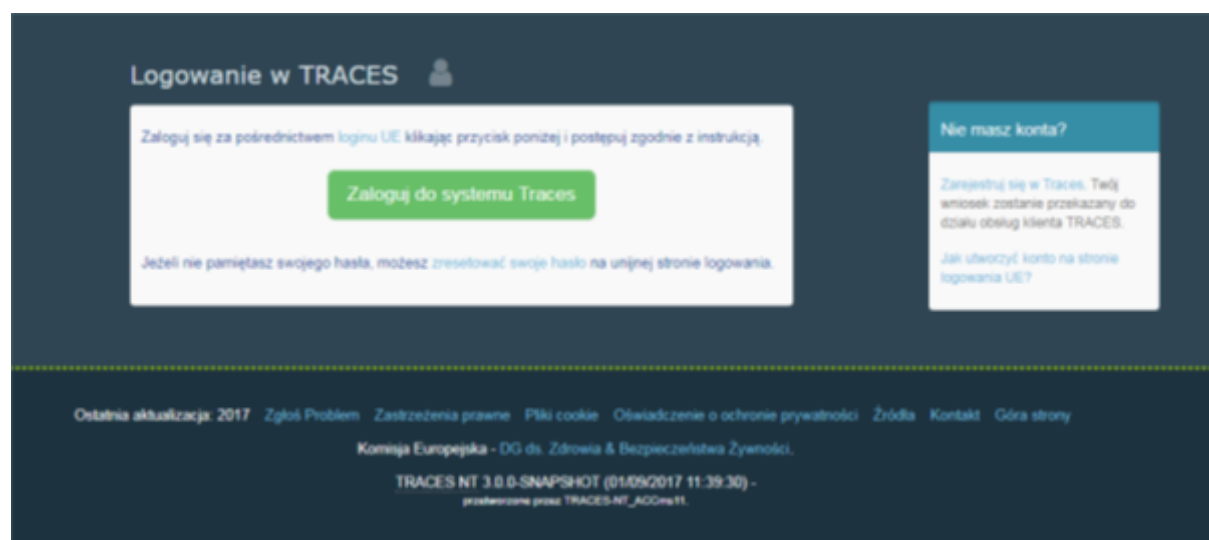 Logowanie w TRACES
Zaloguj się za pośrednictwem loginu UE klikając przycisk poniżej i postępuj zgodnie z instrukcją.
Zaloguj do systemu Traces
Jeżeli nie pamiętasz swojego hasła, możesz zresetować swoje hasło na unijnej stronie logowania.
Nie masz konta?
Zarejestruj się w Traces. Twój
wniosek zostanie przekazany do
działu obsług klienta TRACES.
Jak utworzyć konto na stronie
logowania UE?
Ostatnia aktualizacja: 2017 Zgłoś Problem Zastrzeżenia prawne Pliki cookie Oświadczenie o ochronie prywatności Źródła Kontakt Góra strony
Komisja Europejska - DG ds. Zdrowia & Bezpieczeństwa Żywności.
TRACES NT 3.0.0-SNAPSHOT (01/09/2017 11:39:30) -
przetworzone przez TRACES-NT_ACCms11.